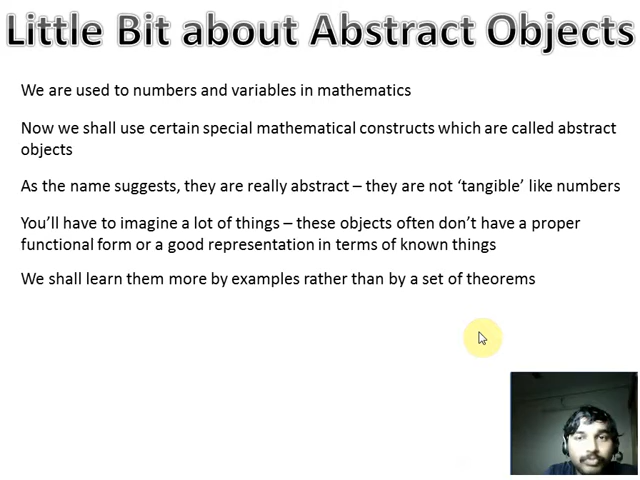 Little Bit about Abstract Objects
We are used to numbers and variables in mathematics
Now we shall use certain special mathematical constructs which are called abstract
objects
As the name suggests, they are really abstract – they are not ‘tangible’ like numbers
You’ll have to imagine a lot of things – these objects often don’t have a proper
functional form or a good representation in terms of known things
We shall learn them more by examples rather than by a set of theorems